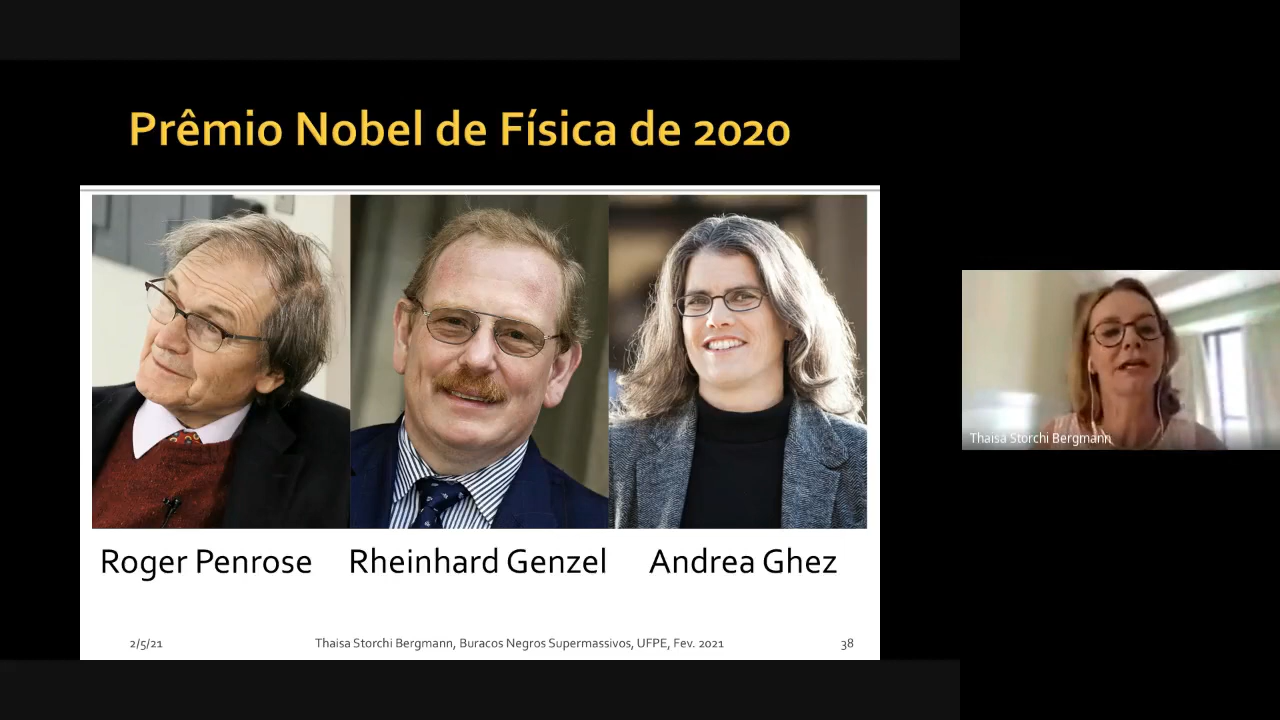 Prêmio Nobel de Física de 2020
Roger Penrose
Rheinhard Genzel
Andrea Ghez
2/5/21
Thaisa Storchi Bergmann, Buracos Negros Supermassivos, UFPE, Fev. 2021
38
Thaisa Storchi Bergmann